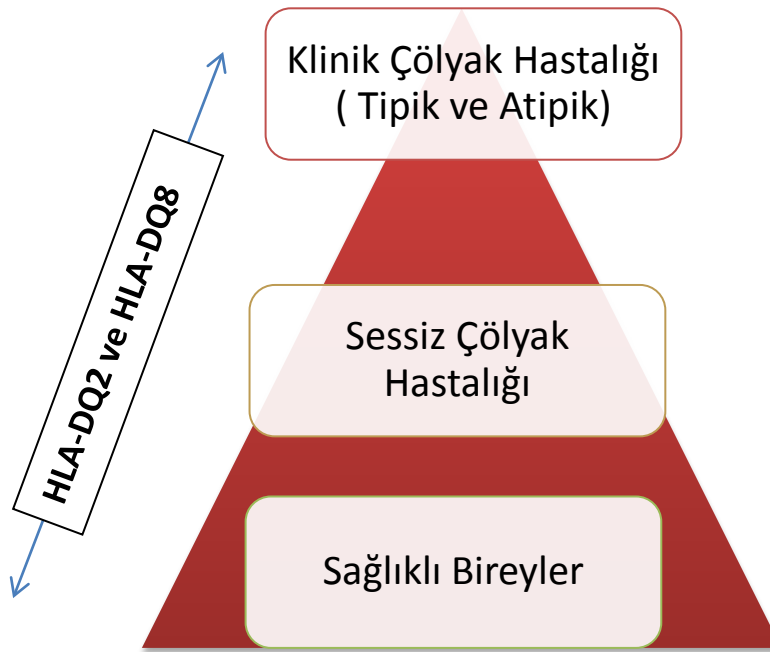 Klinik Çölyak Hastalığı
( Tipik ve Atipik)
HLA-DQ2 ve HLA-DQ8
Sessiz Çölyak
Hastalığı
Sağlıklı Bireyler